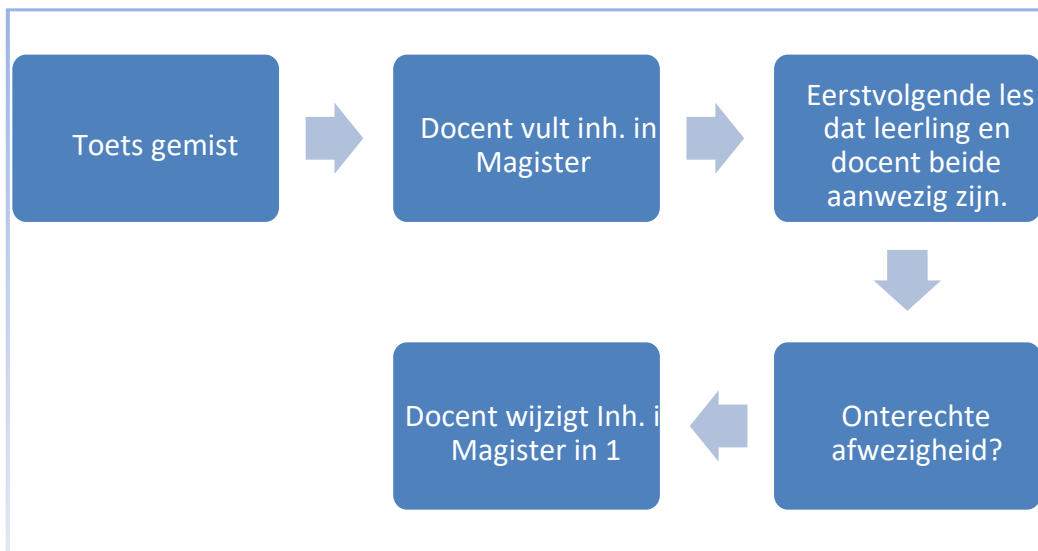 Toets gemist
Docent vult inh. in
Magister
Eerstvolgende les
dat leerling en
docent beide
aanwezig zijn.
Onterechte
afwezigheid?
Docent wijzigt Inh. i
Magister in 1